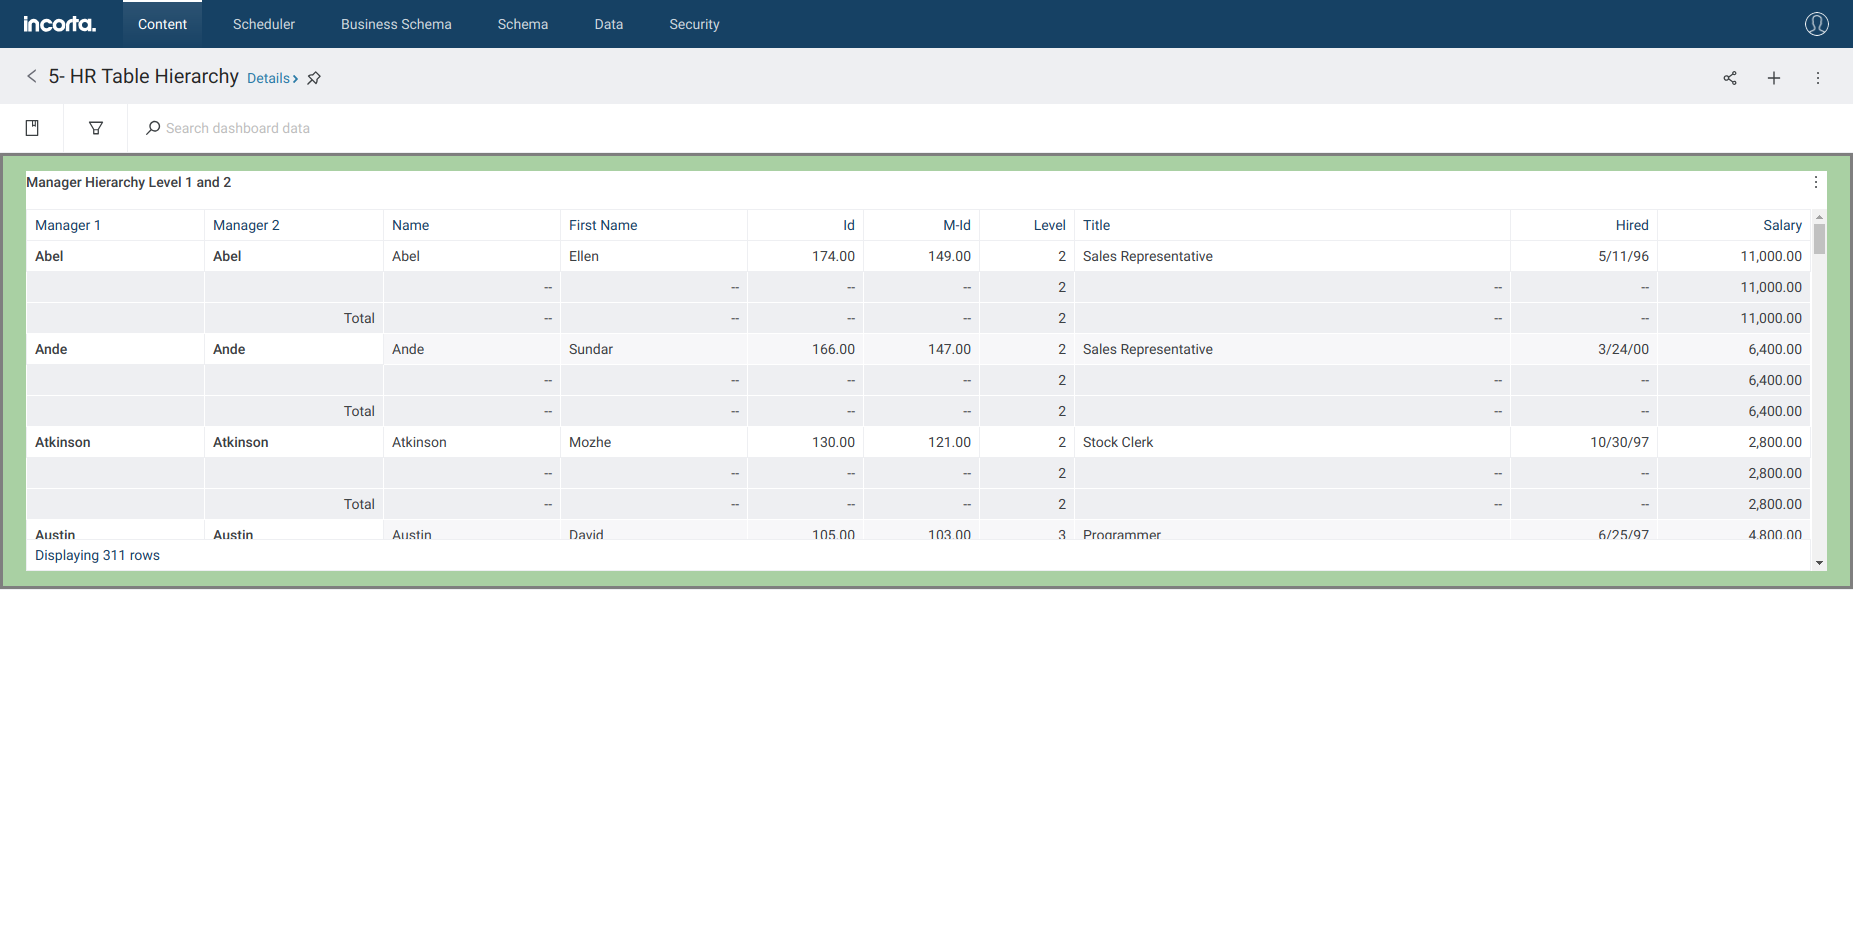 incorta. Content Scheduler Business Schema Schema Data Security
5- HR Table Hierarchy Details
Search dashboard data
Manager Hierarchy Level 1 and 2
Manager 1 Manager 2 Name First Name Id M-Id Level Title Hired Salary
Abel Abel Abel Ellen 174.00 149.00 2 Sales Representative 5/11/96 11,000.00
-- -- -- -- 2 -- -- 11,000.00
Total -- -- -- -- 2 -- -- 11,000.00
Ande Ande Ande Sundar 166.00 147.00 2 Sales Representative 3/24/00 6,400.00
-- -- -- -- 2 -- -- 6,400.00
Total -- -- -- -- 2 -- -- 6,400.00
Atkinson Atkinson Atkinson Mozhe 130.00 121.00 2 Stock Clerk 10/30/97 2,800.00
-- -- -- -- 2 -- -- 2,800.00
Total -- -- -- -- 2 -- -- 2,800.00
Austin Austin Austin David 105.00 103.00 3 Programmer 6/25/97 4,800.00
Displaying 311 rows